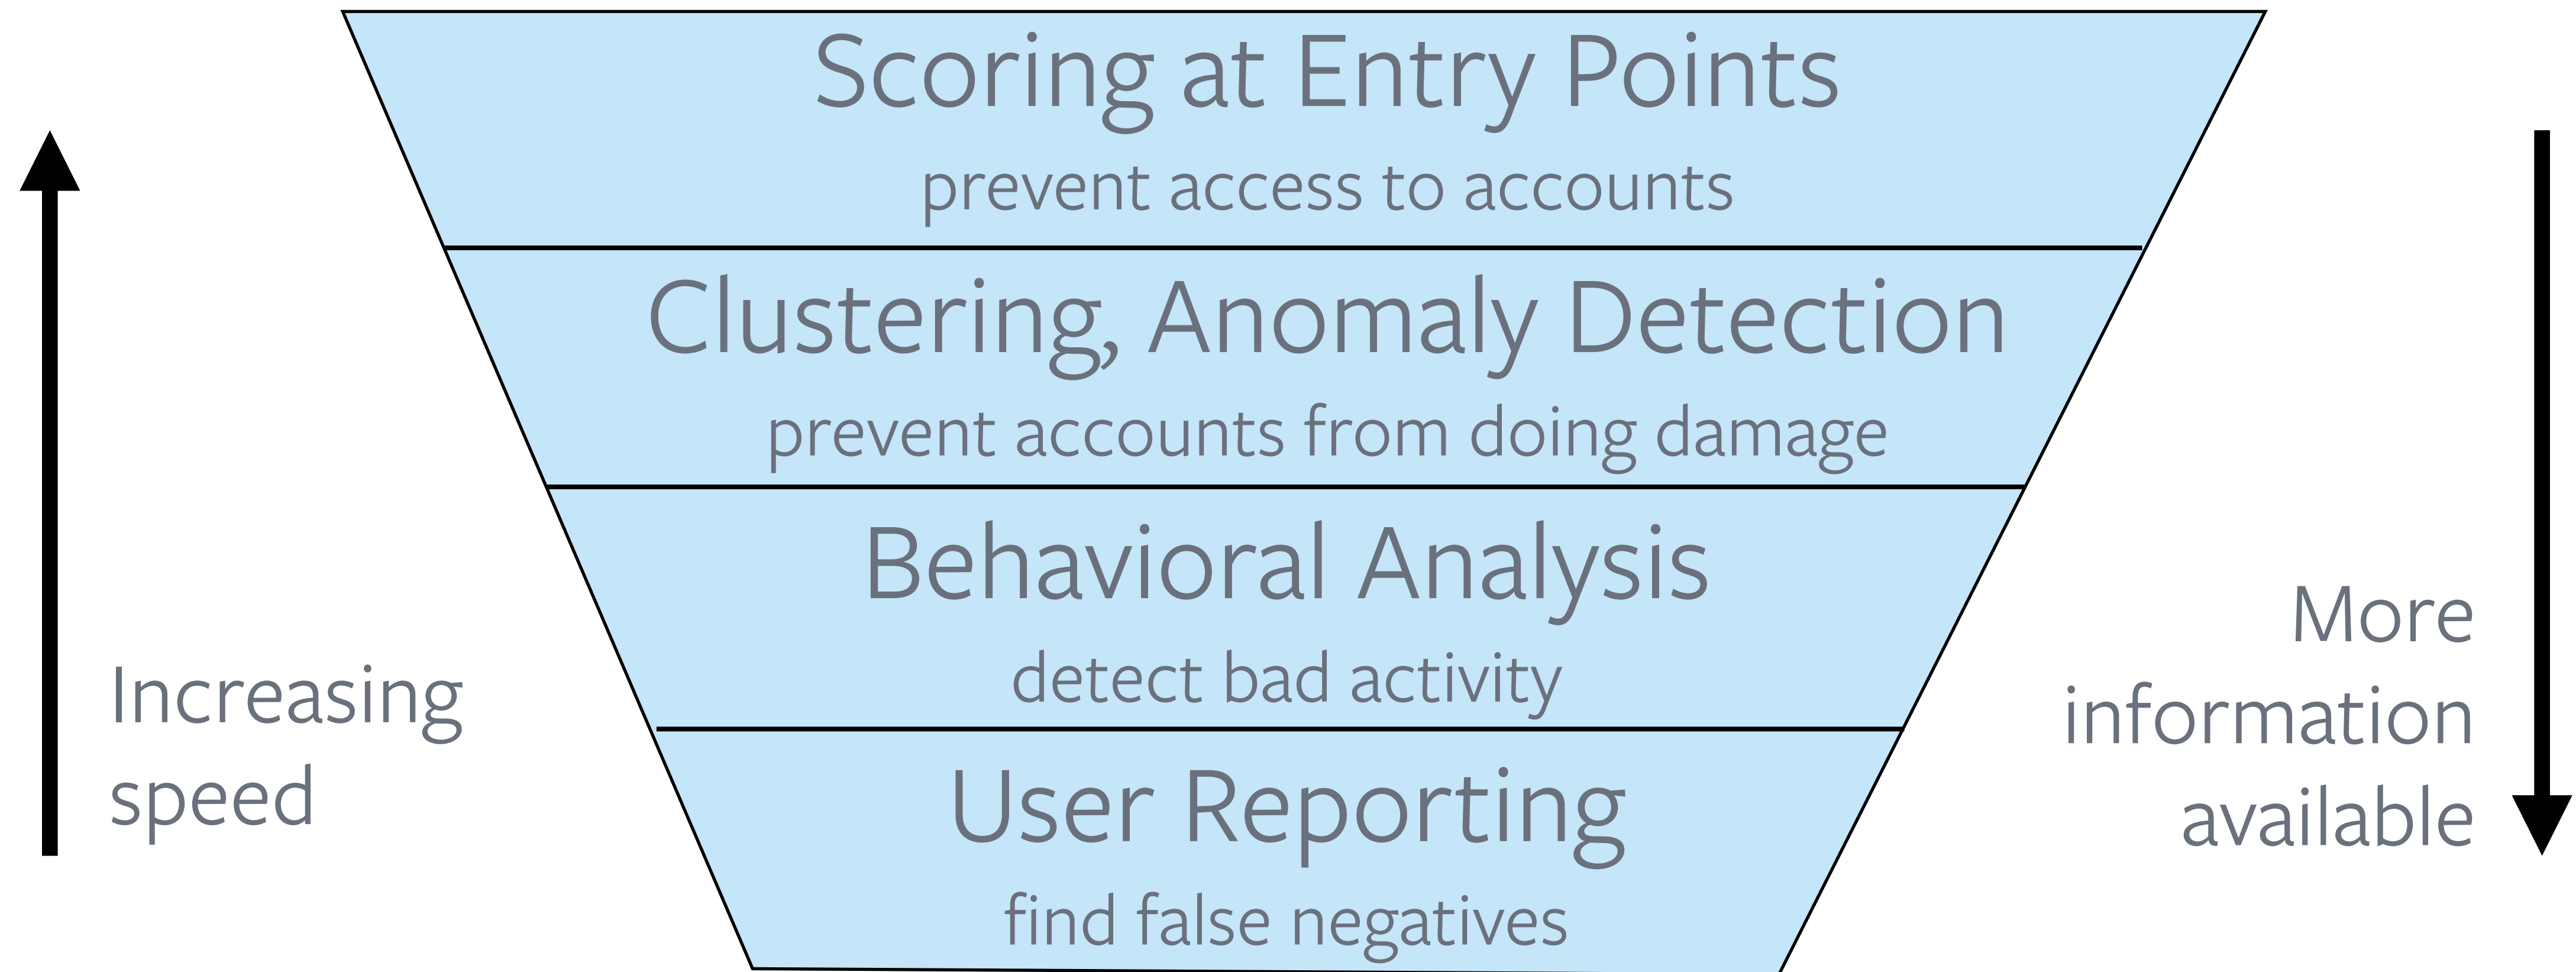 Scoring at Entry Points
prevent access to accounts
Clustering, Anomaly Detection
prevent accounts from doing damage
Behavioral Analysis
detect bad activity
User Reporting
find false negatives
Increasing
speed
More
information
available